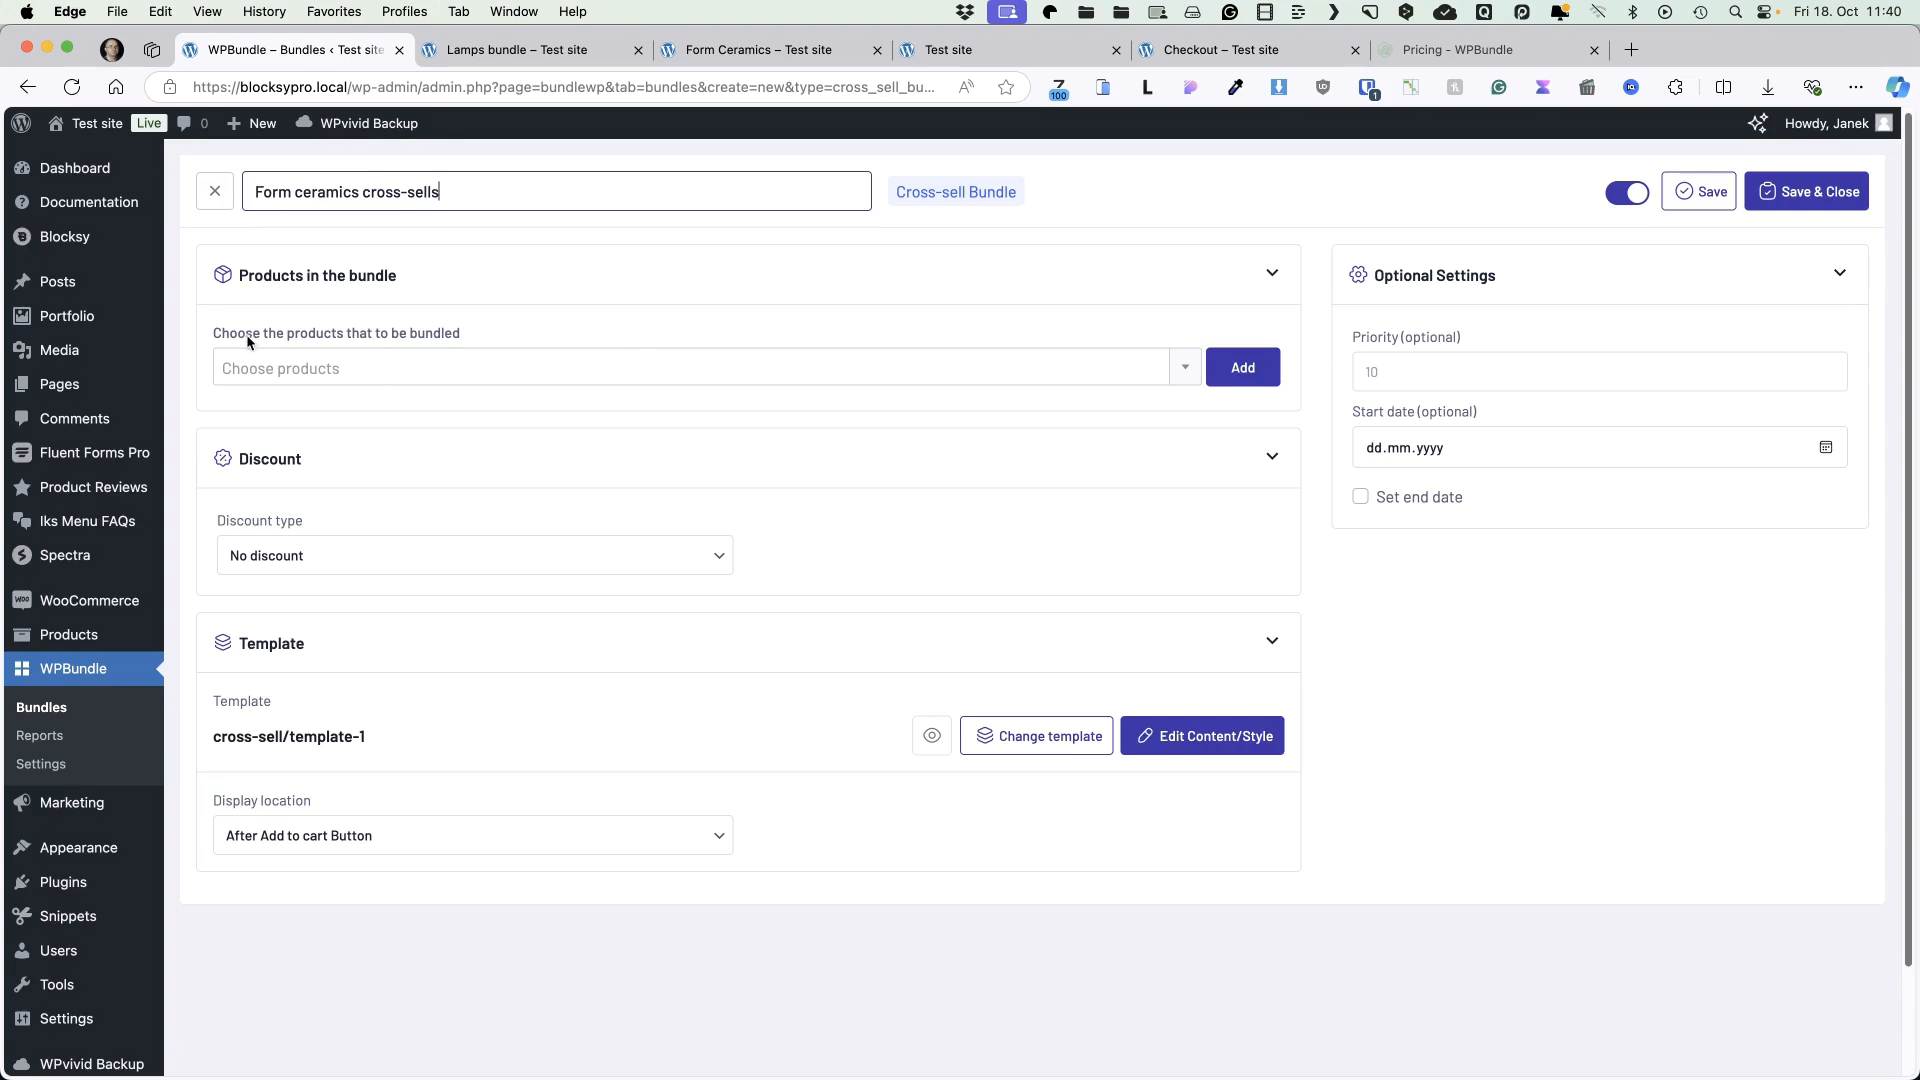 Edge File Edit View History Favorites Profiles Tab Window Help Fri 18. Oct 11:40
WPBundle – Bundles ‹ Test site
Lamps bundle – Test site
Form Ceramics – Test site
Test site
Checkout – Test site
Pricing - WPBundle
https://blocksypro.local/wp-admin/admin.php?page=bundlewp&tab=bundles&create=new&type=cross_sell_bu...
100
1
Test site Live 0 New WPvivid Backup Howdy, Janek
Dashboard
Documentation
Blocksy
Posts
Portfolio
Media
Pages
Comments
Fluent Forms Pro
Product Reviews
Iks Menu FAQs
Spectra
WooCommerce
Products
WPBundle
Bundles
Reports
Settings
Marketing
Appearance
Plugins
Snippets
Users
Tools
Settings
WPvivid Backup
Form ceramics cross-sells
Cross-sell Bundle
Save
Save & Close
Products in the bundle
Choose the products that to be bundled
Choose products
Add
Discount
Discount type
No discount
Template
Template
cross-sell/template-1
Change template
Edit Content/Style
Display location
After Add to cart Button
Optional Settings
Priority (optional)
10
Start date (optional)
dd.mm.yyyy
Set end date